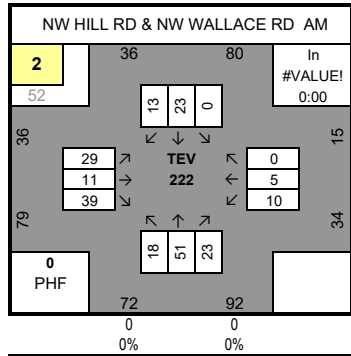 NW HILL RD & NW WALLACE RD AM
2
36
80
In
#VALUE!
0:00
52
13 23 0
↙ ↓ ↘
36
15
29 ↗ TEV ↖ 0
11 → 222 ← 5
39 ↘ ↙ 10
79
34
↖ ↑ ↗
18 51 23
0
PHF
72
92
0 0
0% 0%